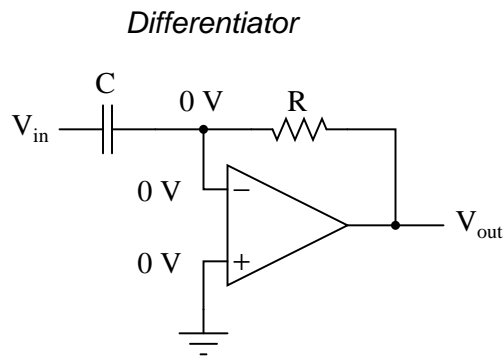 Differentiator
C
0 V
R
V_in
0 V
−
V_out
0 V
+